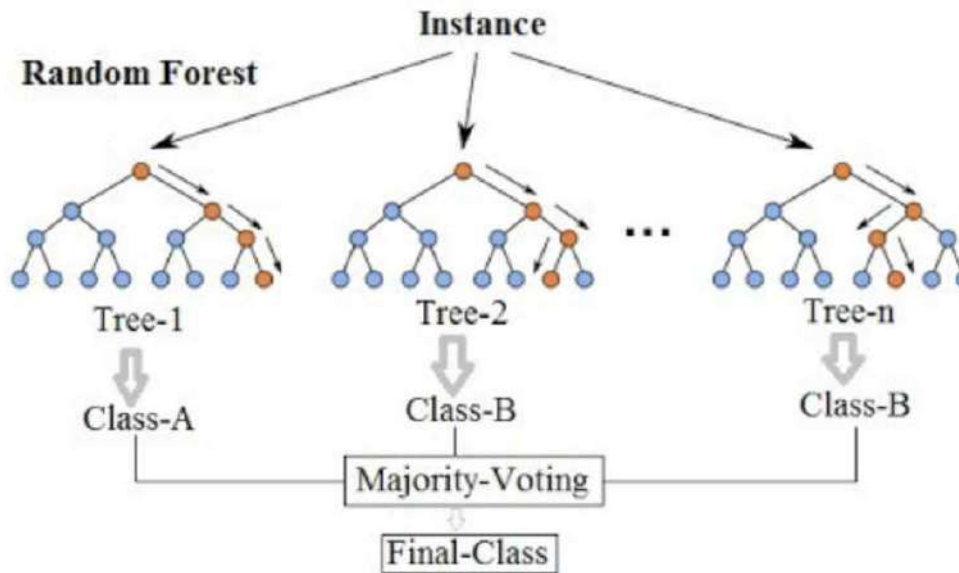 Instance
Random Forest
...
Tree-1
Tree-2
Tree-n
Class-A
Class-B
Class-B
Majority-Voting
Final-Class